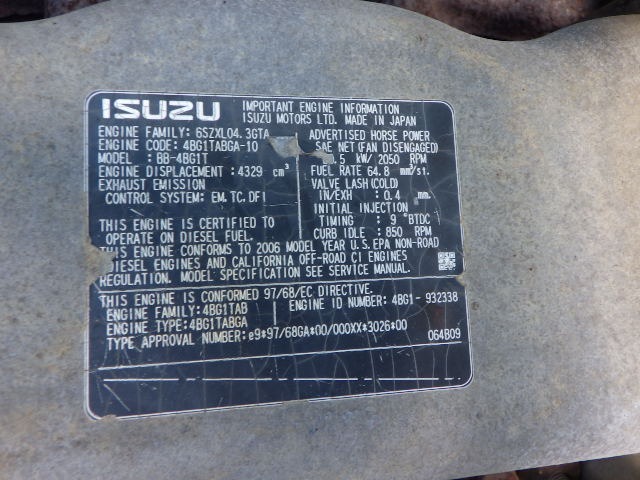 ISUZU
IMPORTANT ENGINE INFORMATION
ISUZU MOTORS LTD. MADE IN JAPAN
ENGINE FAMILY: 6SZXL04.3GTA
ENGINE CODE: 4BG1TABGA-10
MODEL: BB-4BG1T
ENGINE DISPLACEMENT: 4329 cm³
EXHAUST EMISSION
CONTROL SYSTEM: EM, TC, DFI
THIS ENGINE IS CERTIFIED TO
OPERATE ON DIESEL FUEL.
ADVERTISED HORSE POWER
SAE NET(FAN DISENGAGED)
.5 kW/2050 RPM
FUEL RATE 64.8 mm³/st.
VALVE LASH(COLD)
IN/EXH : 0.4 mm.
INITIAL INJECTION
TIMING : 9 °BTDC
CURB IDLE : 850 RPM
THIS ENGINE CONFORMS TO 2006 MODEL YEAR U.S. EPA NON-ROAD
DIESEL ENGINES AND CALIFORNIA OFF-ROAD CI ENGINES
REGULATION. MODEL SPECIFICATION SEE SERVICE MANUAL.
THIS ENGINE IS CONFORMED 97/68/EC DIRECTIVE.
ENGINE FAMILY:4BG1TAB
ENGINE ID NUMBER: 4BG1- 932338
ENGINE TYPE:4BG1TABGA
TYPE APPROVAL NUMBER:e9*97/68GA*00/000XX*3026*00
064B09